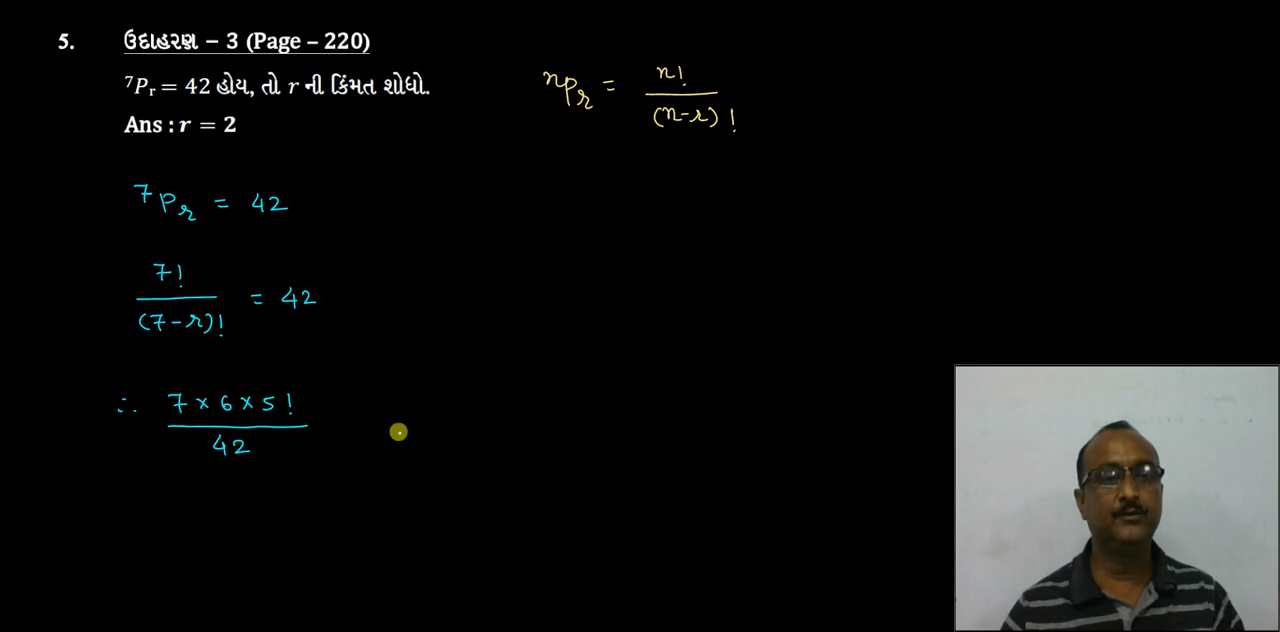 5. ઉદાહરણ – 3 (Page – 220)
⁷Pᵣ = 42 હોય, તો r ની કિંમત શોધો.
Ans : r = 2
ⁿPᵣ = n! / (n-r)!
⁷Pᵣ = 42
7! / (7-r)! = 42
∴ 7 × 6 × 5! / 42